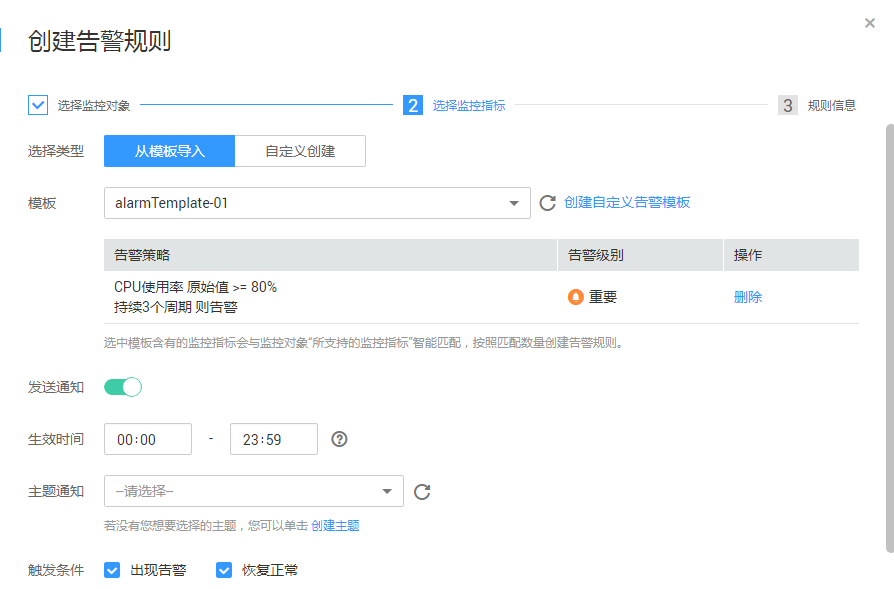 创建告警规则
选择监控对象 2 选择监控指标 3 规则信息
选择类型 从模板导入 自定义创建
模板 alarmTemplate-01 创建自定义告警模板
告警策略 告警级别 操作
CPU使用率 原始值 >= 80%
持续3个周期 则告警 重要 删除
选中模板含有的监控指标会与监控对象“所支持的监控指标”智能匹配，按照匹配数量创建告警规则。
发送通知
生效时间 00:00 - 23:59
主题通知 --请选择--
若没有您想要选择的主题，您可以单击 创建主题
触发条件 出现告警 恢复正常